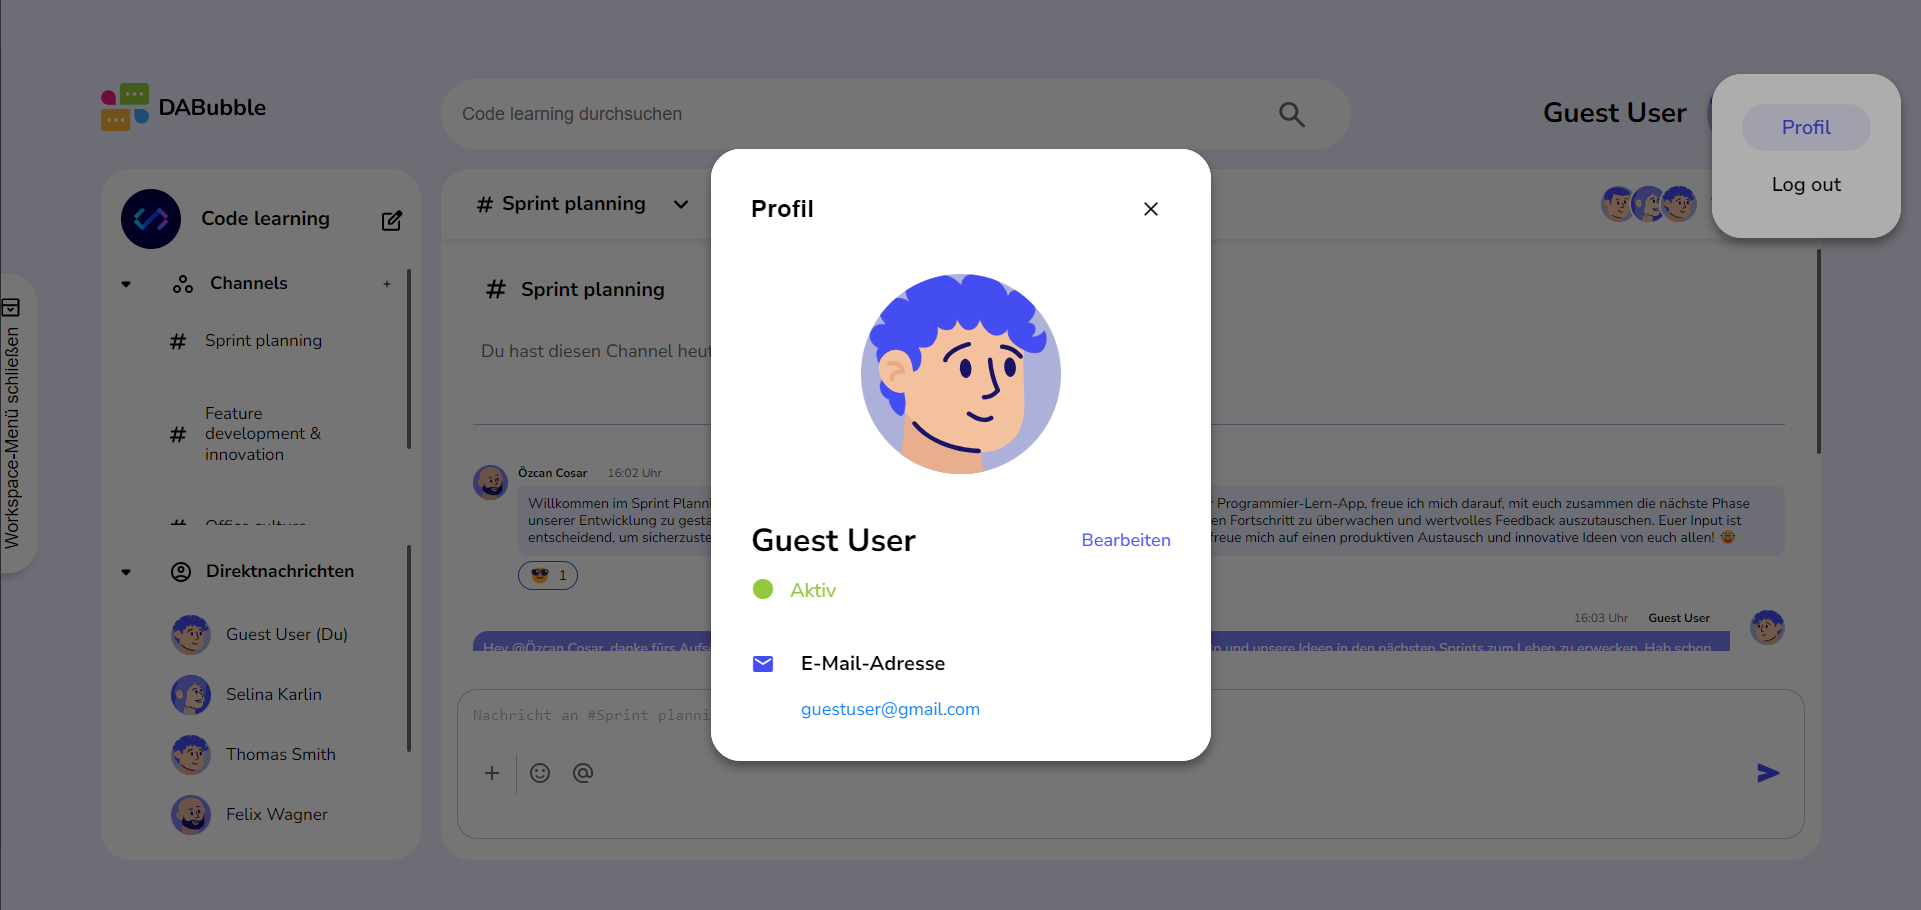 DABubble
Code learning durchsuchen
Guest User
Profil
Log out
Workspace-Menü schließen
Code learning
Channels
+
# Sprint planning
# Feature
development &
innovation
# Office culture
Direktnachrichten
Guest User (Du)
Selina Karlin
Thomas Smith
Felix Wagner
# Sprint planning
# Sprint planning
Du hast diesen Channel heut
Özcan Cosar 16:02 Uhr
Willkommen im Sprint Planni
Programmier-Lern-App, freue ich mich darauf, mit euch zusammen die nächste Phase
unserer Entwicklung zu gesta
en Fortschritt zu überwachen und wertvolles Feedback auszutauschen. Euer Input ist
entscheidend, um sicherzuste
freue mich auf einen produktiven Austausch und innovative Ideen von euch allen! 🤓
😎 1
16:03 Uhr Guest User
Hey @Özcan Cosar, danke fürs Aufs
n und unsere Ideen in den nächsten Sprints zum Leben zu erwecken. Hab schon
Nachricht an #Sprint planni
Profil
Guest User
Bearbeiten
Aktiv
E-Mail-Adresse
guestuser@gmail.com